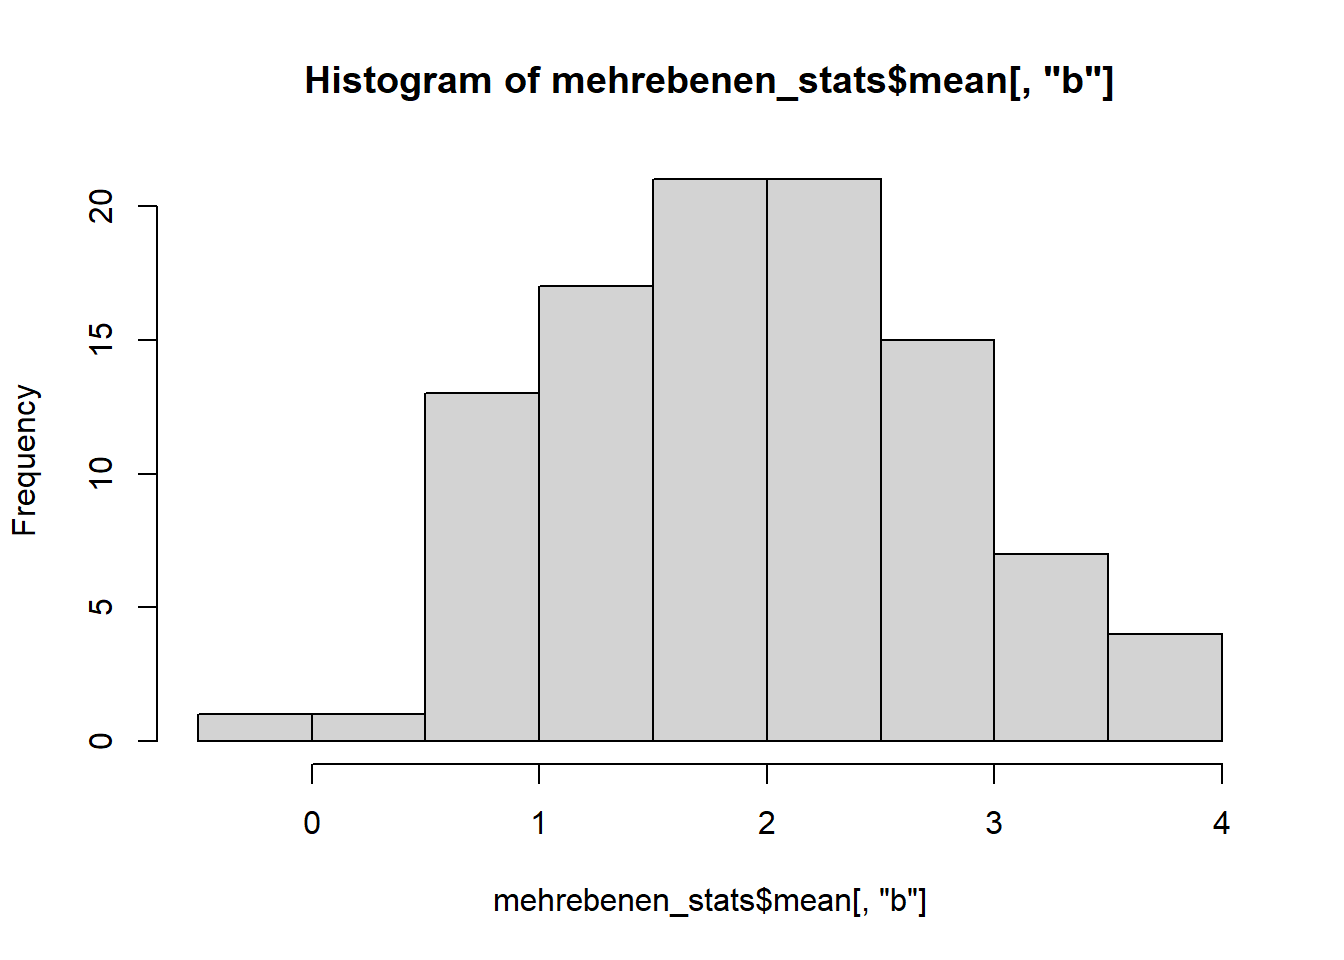 Histogram of mehrebenen_stats$mean[, "b"]
Frequency
20
15
10
5
0
0 1 2 3 4
mehrebenen_stats$mean[, "b"]